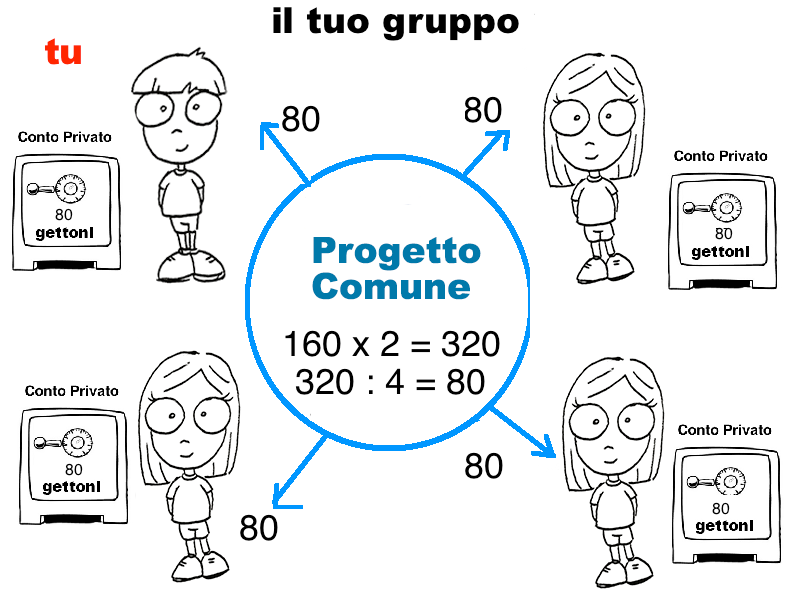 il tuo gruppo
tu
80
80
Conto Privato
80
gettoni
Conto Privato
80
gettoni
Progetto
Comune
160 x 2 = 320
320 : 4 = 80
Conto Privato
80
gettoni
80
80
Conto Privato
80
gettoni